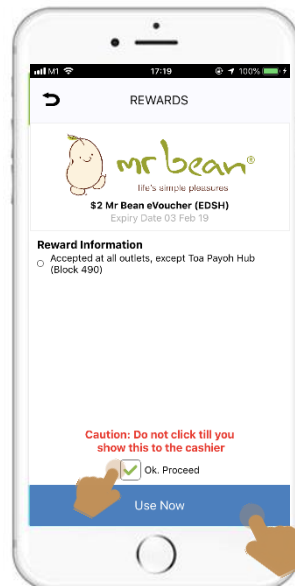 M1 17:19 100%
REWARDS
mr bean®
life's simple pleasures
$2 Mr Bean eVoucher (EDSH)
Expiry Date 03 Feb 19
Reward Information
Accepted at all outlets, except Toa Payoh Hub
(Block 490)
Caution: Do not click till you
show this to the cashier
Ok. Proceed
Use Now